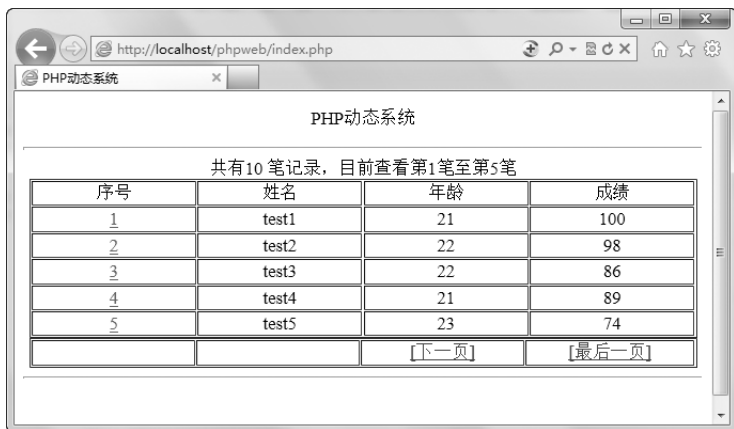 http://localhost/phpweb/index.php
PHP动态系统
PHP动态系统
共有10 笔记录，目前查看第1笔至第5笔
序号 姓名 年龄 成绩
1 test1 21 100
2 test2 22 98
3 test3 22 86
4 test4 21 89
5 test5 23 74
[下一页] [最后一页]